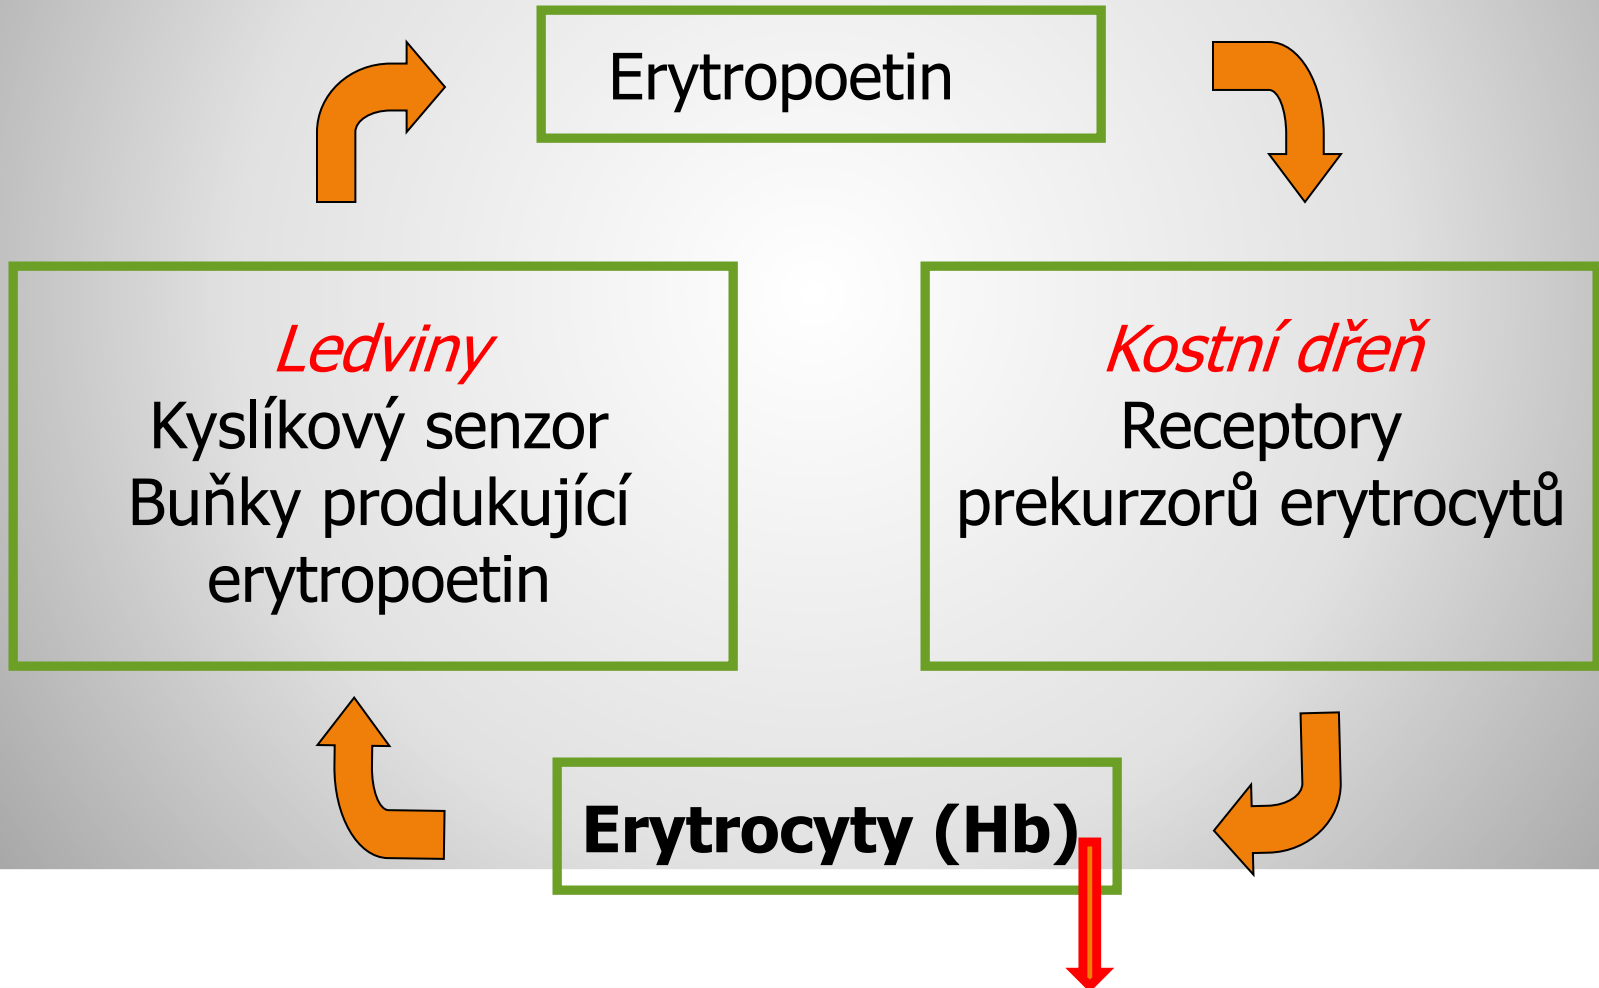 Erytropoetin
Ledviny
Kyslíkový senzor
Buňky produkující
erytropoetin
Kostní dřeň
Receptory
prekurzorů erytrocytů
Erytrocyty (Hb)